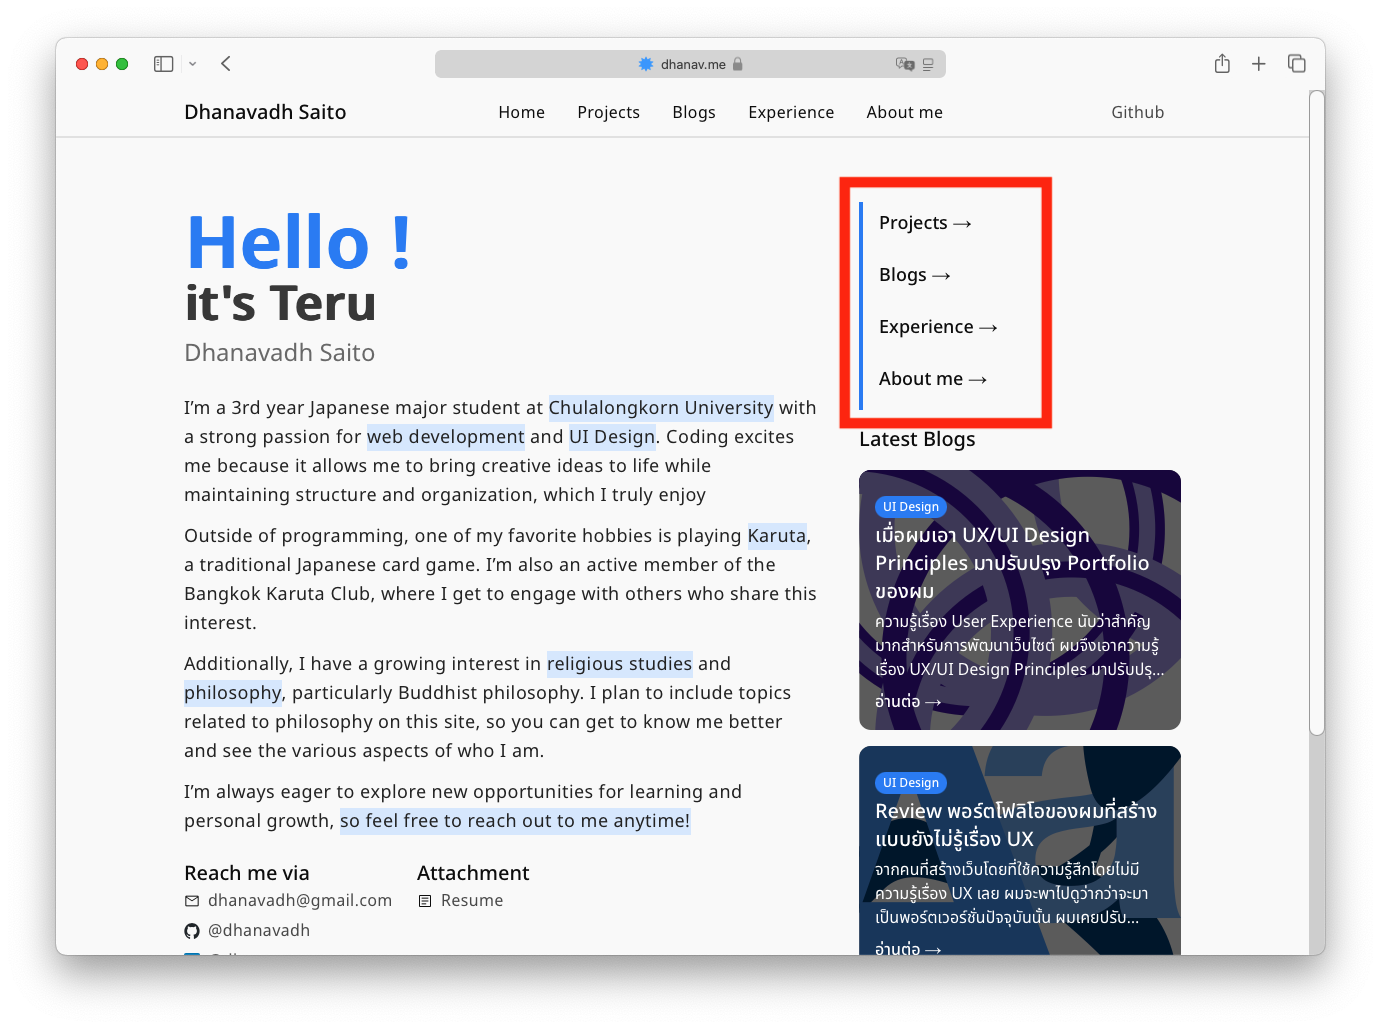 dhanav.me
Dhanavadh Saito
Home
Projects
Blogs
Experience
About me
Github
Hello !
it's Teru
Dhanavadh Saito
I’m a 3rd year Japanese major student at Chulalongkorn University with
a strong passion for web development and UI Design. Coding excites
me because it allows me to bring creative ideas to life while
maintaining structure and organization, which I truly enjoy
Outside of programming, one of my favorite hobbies is playing Karuta,
a traditional Japanese card game. I’m also an active member of the
Bangkok Karuta Club, where I get to engage with others who share this
interest.
Additionally, I have a growing interest in religious studies and
philosophy, particularly Buddhist philosophy. I plan to include topics
related to philosophy on this site, so you can get to know me better
and see the various aspects of who I am.
I’m always eager to explore new opportunities for learning and
personal growth, so feel free to reach out to me anytime!
Reach me via
dhanavadh@gmail.com
@dhanavadh
Attachment
Resume
Projects →
Blogs →
Experience →
About me →
Latest Blogs
UI Design
เมื่อผมเอา UX/UI Design
Principles มาปรับปรุง Portfolio
ของผม
ความรู้เรื่อง User Experience นับว่าสำคัญ
มากสำหรับการพัฒนาเว็บไซต์ ผมจึงเอาความรู้
เรื่อง UX/UI Design Principles มาปรับปรุ...
อ่านต่อ →
UI Design
Review พอร์ตโฟลิโอของผมที่สร้าง
แบบยังไม่รู้เรื่อง UX
จากคนที่สร้างเว็บโดยที่ใช้ความรู้สึกโดยไม่มี
ความรู้เรื่อง UX เลย ผมจะพาไปดูว่ากว่าจะมา
เป็นพอร์ตเวอร์ชั่นปัจจุบันนั้น ผมเคยปรับ...
อ่านต่อ →